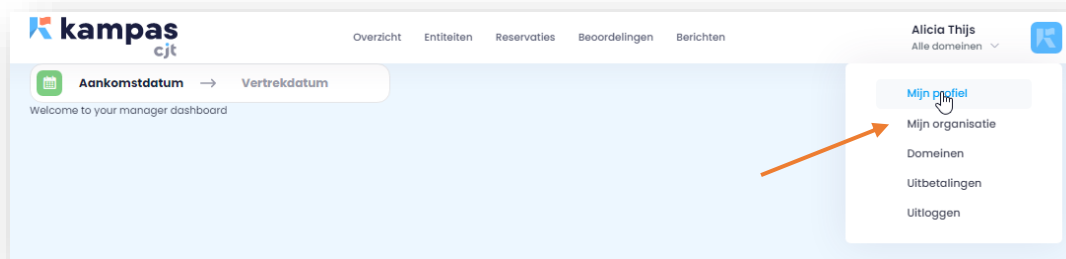 kampas
cjt
Overzicht Entiteiten Reservaties Beoordelingen Berichten
Alicia Thijs
Alle domeinen
Aankomstdatum → Vertrekdatum
Welcome to your manager dashboard
Mijn profiel
Mijn organisatie
Domeinen
Uitbetalingen
Uitloggen